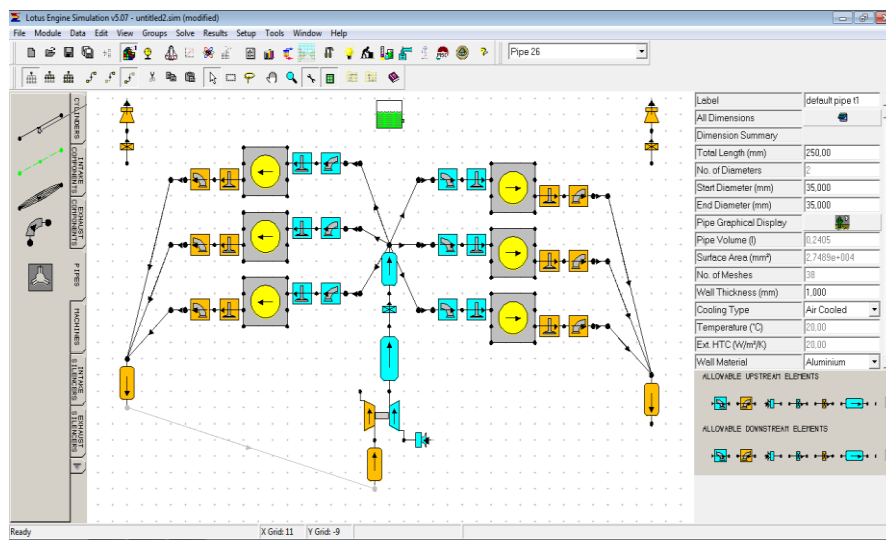 Lotus Engine Simulation v5.07 - untitled2.sim (modified)
File Module Data Edit View Groups Solve Results Setup Tools Window Help
Pipe 26
CYLINDERS
INTAKE COMPONENTS
EXHAUST COMPONENTS
PIPES
MACHINES
INTAKE SILENCERS
EXHAUST SILENCERS
Label default pipe t1
All Dimensions
Dimension Summary
Total Length (mm) 250,00
No. of Diameters 2
Start Diameter (mm) 35,000
End Diameter (mm) 35,000
Pipe Graphical Display
Pipe Volume (l) 0,2405
Surface Area (mm²) 2,7489e+004
No. of Meshes 38
Wall Thickness (mm) 1,000
Cooling Type Air Cooled
Temperature (°C) 20,00
Ext. HTC (W/m²/K) 20,00
Wall Material Aluminium
ALLOWABLE UPSTREAM ELEMENTS
ALLOWABLE DOWNSTREAM ELEMENTS
Ready X Grid: 11 Y Grid: -9